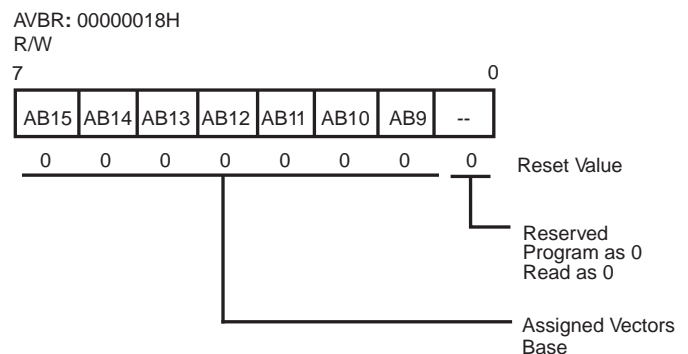 AVBR: 00000018H
R/W
7 0
AB15 AB14 AB13 AB12 AB11 AB10 AB9 --
0 0 0 0 0 0 0 0 Reset Value
Reserved
Program as 0
Read as 0
Assigned Vectors
Base